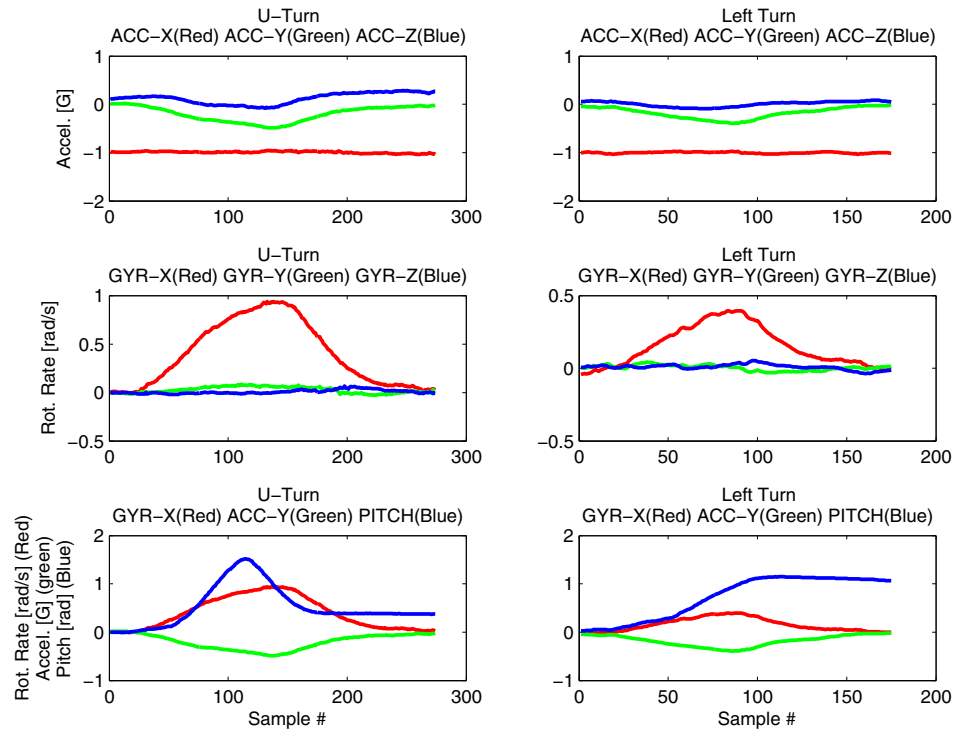 U−Turn
ACC−X(Red) ACC−Y(Green) ACC−Z(Blue)
Accel. [G]
1
0
−1
−2
0
100
200
300
Left Turn
ACC−X(Red) ACC−Y(Green) ACC−Z(Blue)
1
0
−1
−2
0
50
100
150
200
U−Turn
GYR−X(Red) GYR−Y(Green) GYR−Z(Blue)
Rot. Rate [rad/s]
1
0.5
0
−0.5
0
100
200
300
Left Turn
GYR−X(Red) GYR−Y(Green) GYR−Z(Blue)
0.5
0
−0.5
0
50
100
150
200
U−Turn
GYR−X(Red) ACC−Y(Green) PITCH(Blue)
Rot. Rate [rad/s] (Red)
Accel. [G] (green)
Pitch [rad] (Blue)
2
1
0
−1
0
100
200
300
Sample #
Left Turn
GYR−X(Red) ACC−Y(Green) PITCH(Blue)
2
1
0
−1
0
50
100
150
200
Sample #